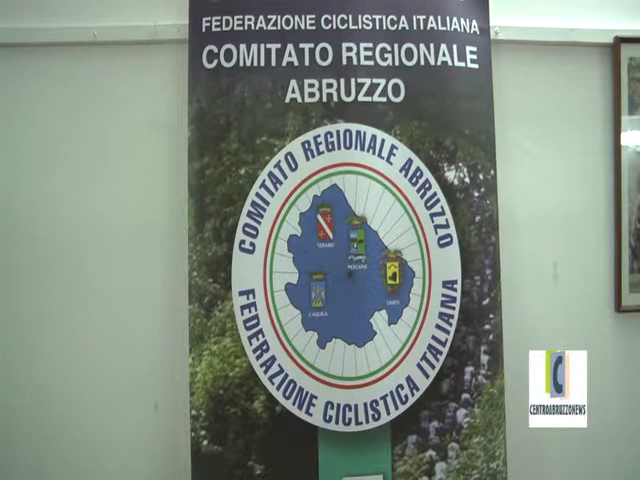 FEDERAZIONE CICLISTICA ITALIANA
COMITATO REGIONALE
ABRUZZO
COMITATO REGIONALE ABRUZZO
TERAMO
PESCARA
CHIETI
L'AQUILA
FEDERAZIONE CICLISTICA ITALIANA
C
CENTROABRUZZONEWS